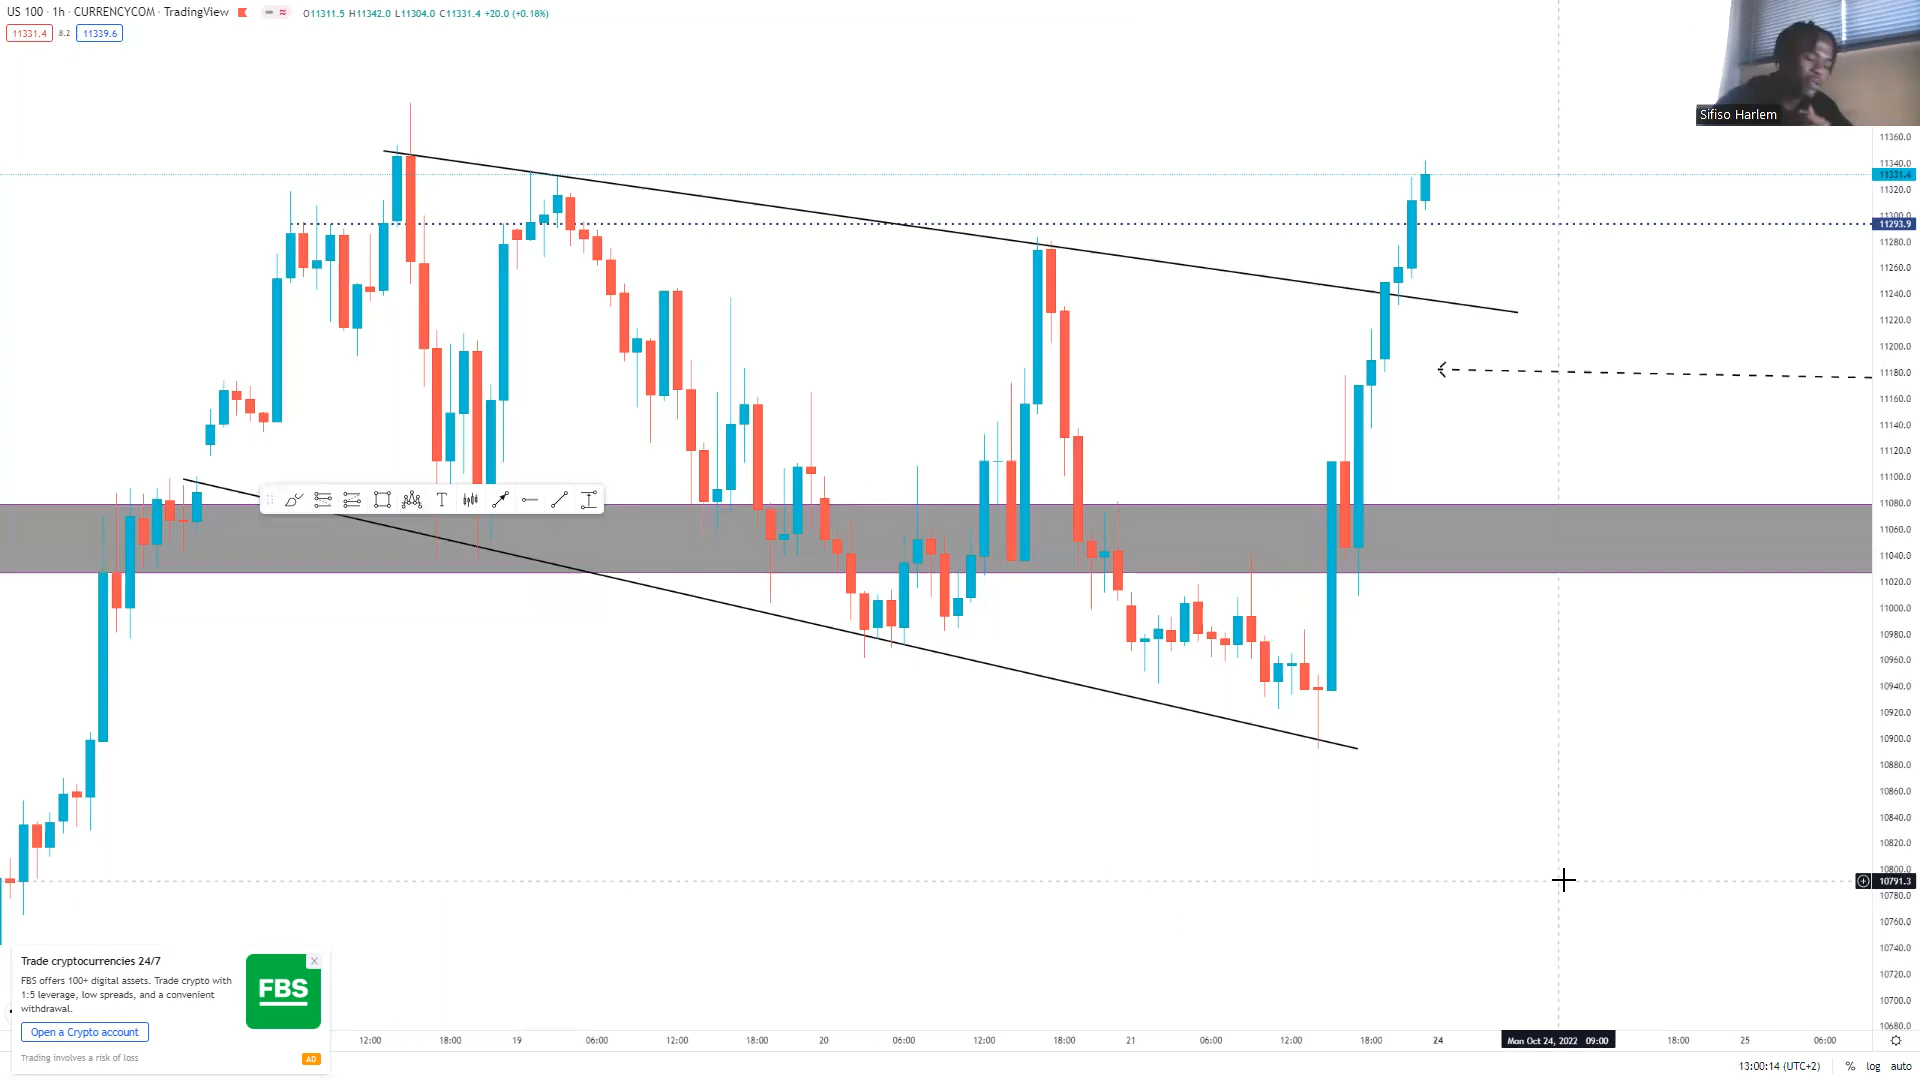 US 100 · 1h · CURRENCYCOM · TradingView O11311.5 H11342.0 L11304.0 C11331.4 +20.0 (+0.18%)
11331.4 8.2 11339.6
Sifiso Harlem
11360.0
11340.0
11331.4
11320.0
11300.0
11293.9
11280.0
11260.0
11240.0
11220.0
11200.0
11180.0
11160.0
11140.0
11120.0
11100.0
11080.0
11060.0
11040.0
11020.0
11000.0
10980.0
10960.0
10940.0
10920.0
10900.0
10880.0
10860.0
10840.0
10820.0
10800.0
10791.3
10780.0
10760.0
10740.0
10720.0
10700.0
10680.0
Trade cryptocurrencies 24/7
FBS offers 100+ digital assets. Trade crypto with
1:5 leverage, low spreads, and a convenient
withdrawal.
Open a Crypto account
Trading involves a risk of loss
FBS
AD
12:00 18:00 19 06:00 12:00 18:00 20 06:00 12:00 18:00 21 06:00 12:00 18:00 24 Mon Oct 24, 2022 09:00 18:00 25 06:00
13:00:14 (UTC+2) % log auto